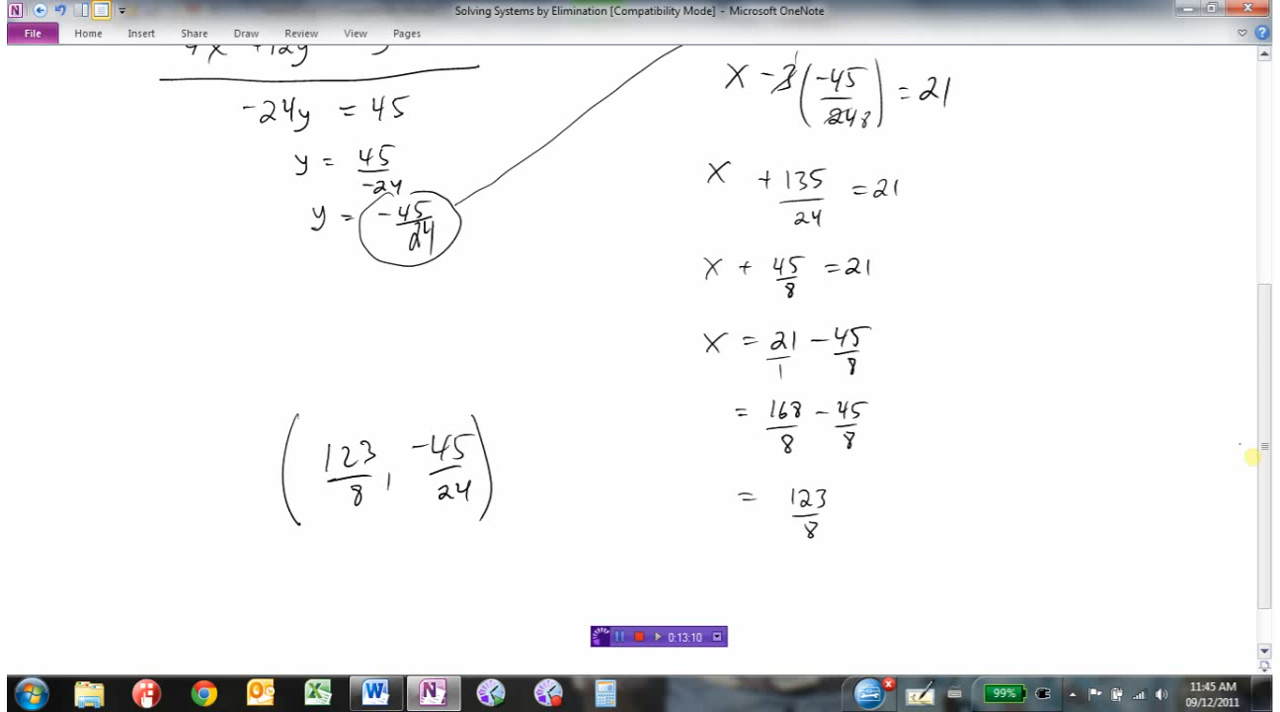 Solving Systems by Elimination [Compatibility Mode] - Microsoft OneNote
File Home Insert Share Draw Review View Pages
-24y = 45
y = 45/-24
y = -45/24
(123/8, -45/24)
x - 3(-45/24 8) = 21
1
x + 135/24 = 21
x + 45/8 = 21
x = 21/1 - 45/8
= 168/8 - 45/8
= 123/8
0:13:10
99%
11:45 AM
09/12/2011